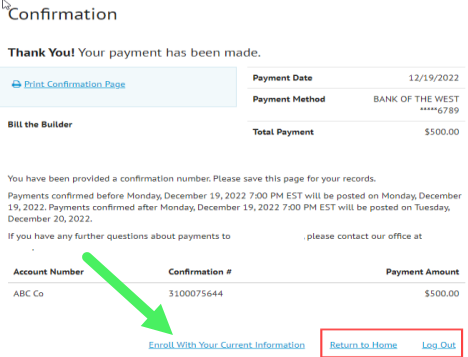 Confirmation
Thank You! Your payment has been made.
Print Confirmation Page
Payment Date 12/19/2022
Payment Method BANK OF THE WEST
*****6789
Bill the Builder
Total Payment $500.00
You have been provided a confirmation number. Please save this page for your records.
Payments confirmed before Monday, December 19, 2022 7:00 PM EST will be posted on Monday, December
19, 2022. Payments confirmed after Monday, December 19, 2022 7:00 PM EST will be posted on Tuesday,
December 20, 2022.
If you have any further questions about payments to , please contact our office at
.
Account Number Confirmation # Payment Amount
ABC Co 3100075644 $500.00
Enroll With Your Current Information Return to Home Log Out